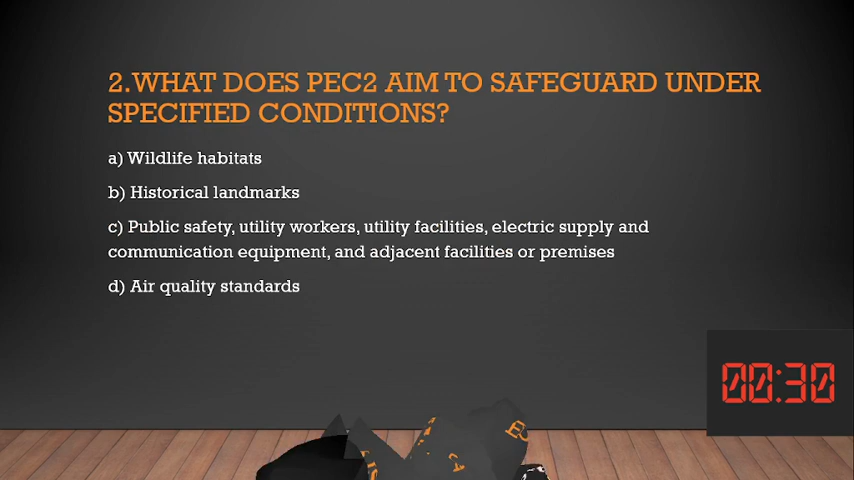 2.WHAT DOES PEC2 AIM TO SAFEGUARD UNDER
SPECIFIED CONDITIONS?
a) Wildlife habitats
b) Historical landmarks
c) Public safety, utility workers, utility facilities, electric supply and
communication equipment, and adjacent facilities or premises
d) Air quality standards
00:30